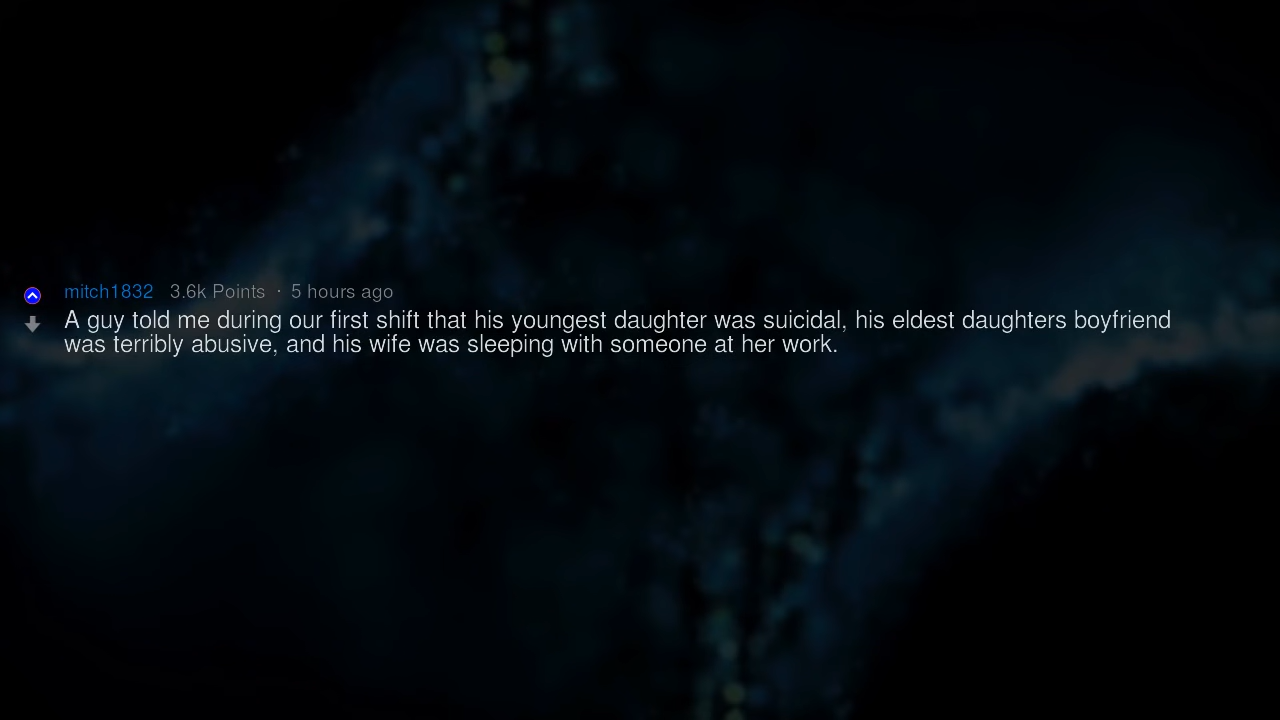 mitch1832 3.6k Points · 5 hours ago
A guy told me during our first shift that his youngest daughter was suicidal, his eldest daughters boyfriend
was terribly abusive, and his wife was sleeping with someone at her work.